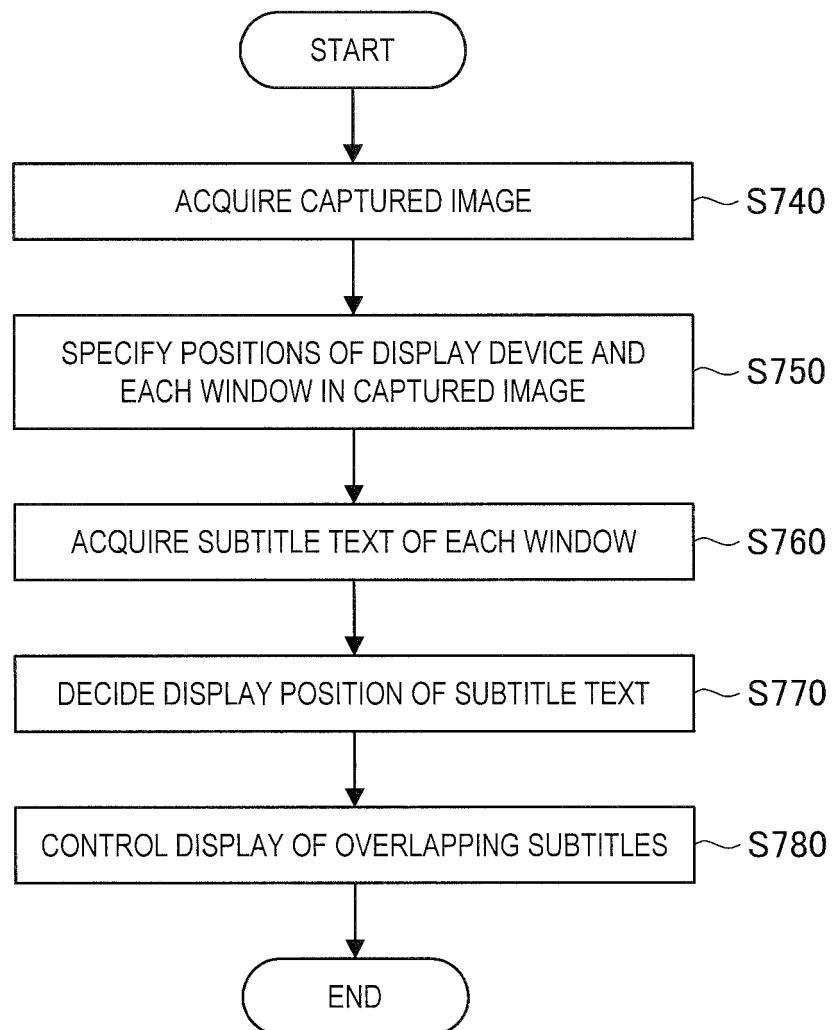 START
ACQUIRE CAPTURED IMAGE
S740
SPECIFY POSITIONS OF DISPLAY DEVICE AND
EACH WINDOW IN CAPTURED IMAGE
S750
ACQUIRE SUBTITLE TEXT OF EACH WINDOW
S760
DECIDE DISPLAY POSITION OF SUBTITLE TEXT
S770
CONTROL DISPLAY OF OVERLAPPING SUBTITLES
S780
END